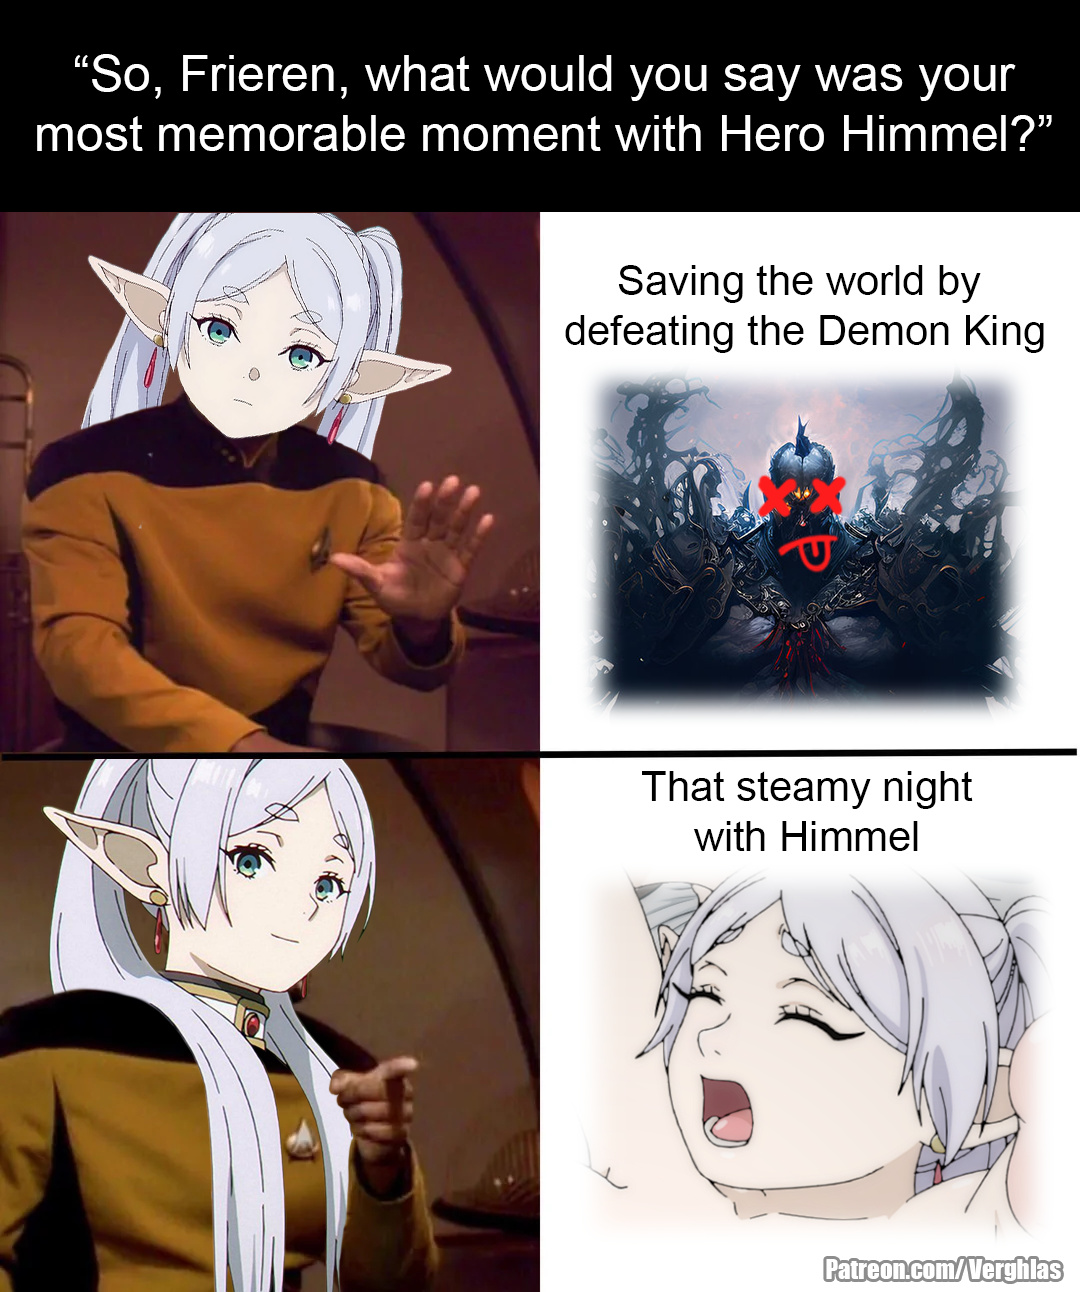 “So, Frieren, what would you say was your
most memorable moment with Hero Himmel?”
Saving the world by
defeating the Demon King
That steamy night
with Himmel
Patreon.com/Verghlas